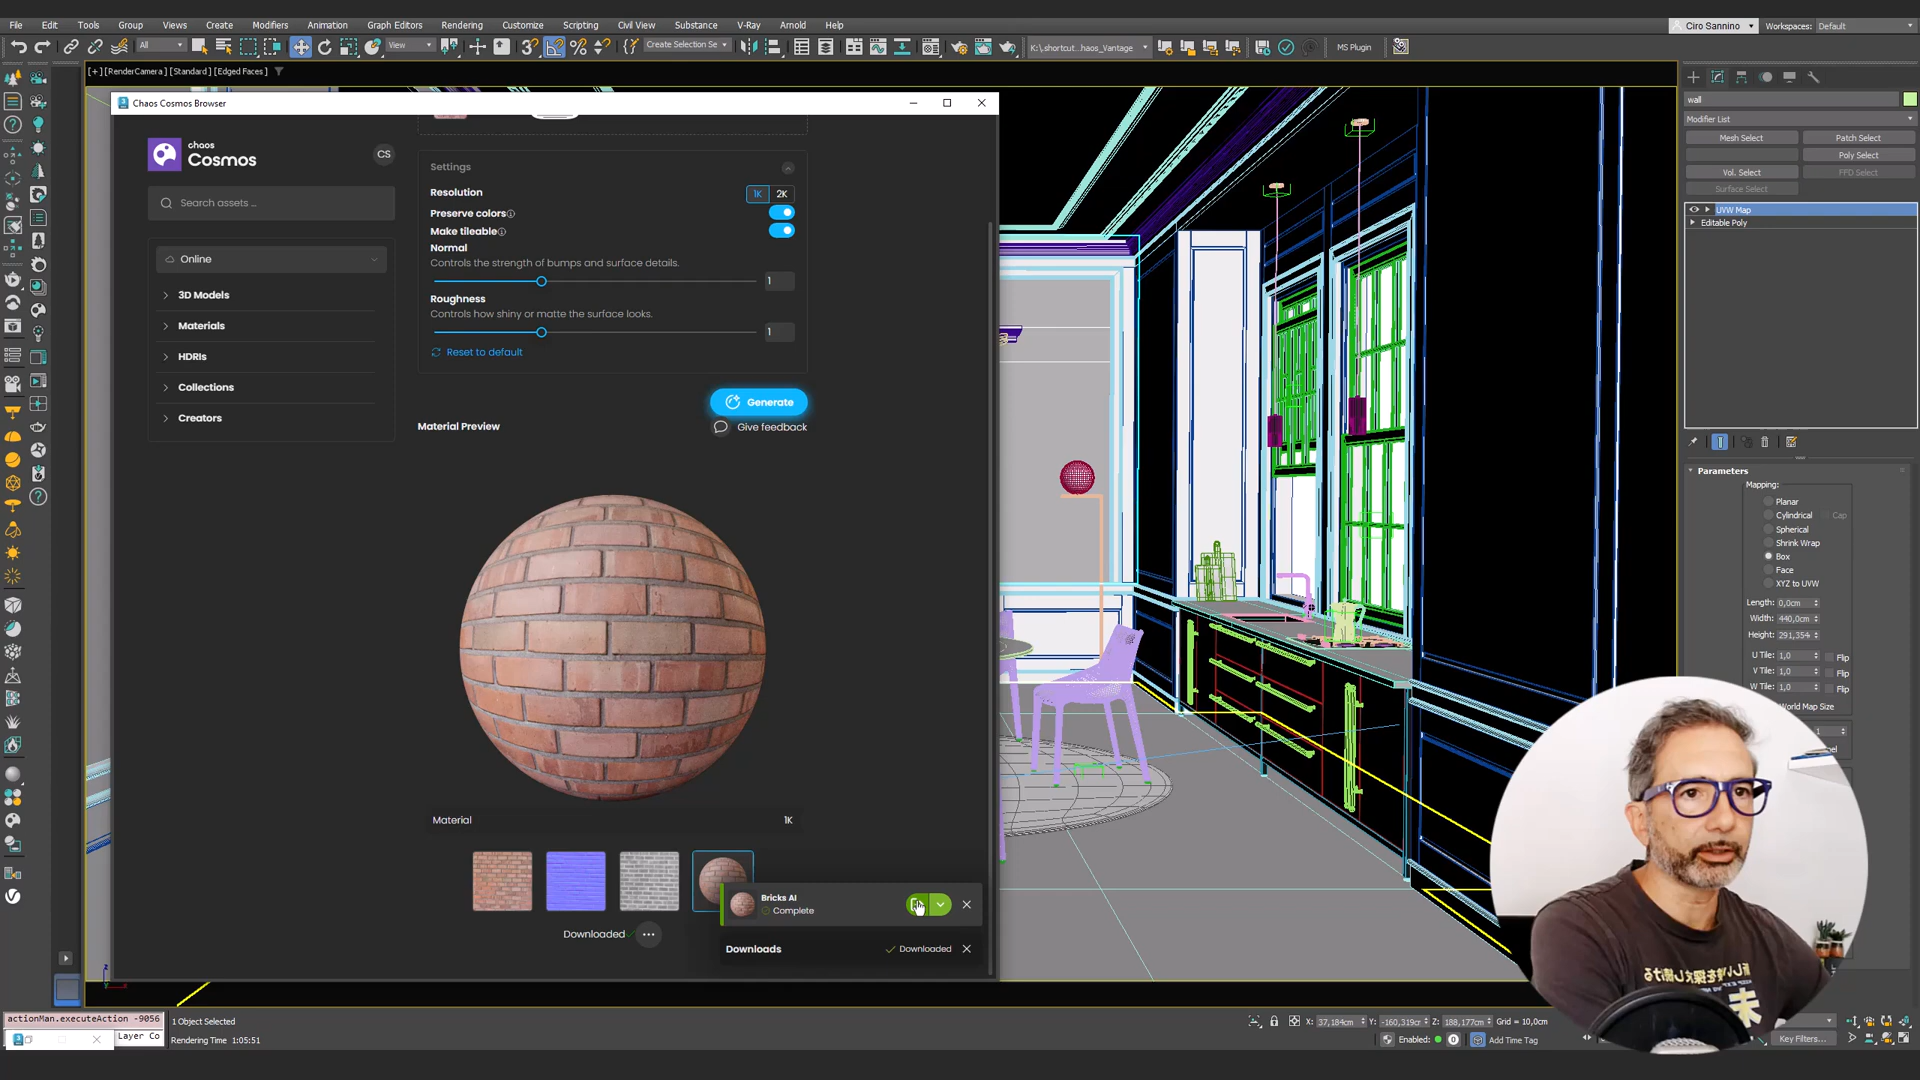 File Edit Tools Group Views Create Modifiers Animation Graph Editors Rendering Customize Scripting Civil View Substance V-Ray Arnold Help
Ciro Sannino
Workspaces: Default
All
View
Create Selection Se
K:\shortcut...haos_Vantage
MS Plugin
[+] [RenderCamera] [Standard] [Edged Faces]
Chaos Cosmos Browser
chaos
Cosmos
CS
Search assets ...
Online
3D Models
Materials
HDRIs
Collections
Creators
Settings
Resolution
1K 2K
Preserve colors
Make tileable
Normal
Controls the strength of bumps and surface details.
1
Roughness
Controls how shiny or matte the surface looks.
1
Reset to default
Generate
Material Preview
Give feedback
Material
1K
Bricks AI
Complete
Downloaded
Downloads
Downloaded
wall
Modifier List
Mesh Select
Patch Select
Poly Select
Vol. Select
FFD Select
Surface Select
UVW Map
Editable Poly
Parameters
Mapping:
Planar
Cylindrical
Cap
Spherical
Shrink Wrap
Box
Face
XYZ to UVW
Length: 0,0cm
Width: 440,0cm
Height: 291,354
U Tile: 1,0 Flip
V Tile: 1,0 Flip
W Tile: 1,0 Flip
World Map Size
1
actionMan.executeAction -9056
Layer Co
1 Object Selected
Rendering Time 1:05:51
X: 37,184cm Y: -160,319cr Z: 188,177cm Grid = 10,0cm
Enabled: 0
Add Time Tag
Key Filters...
未